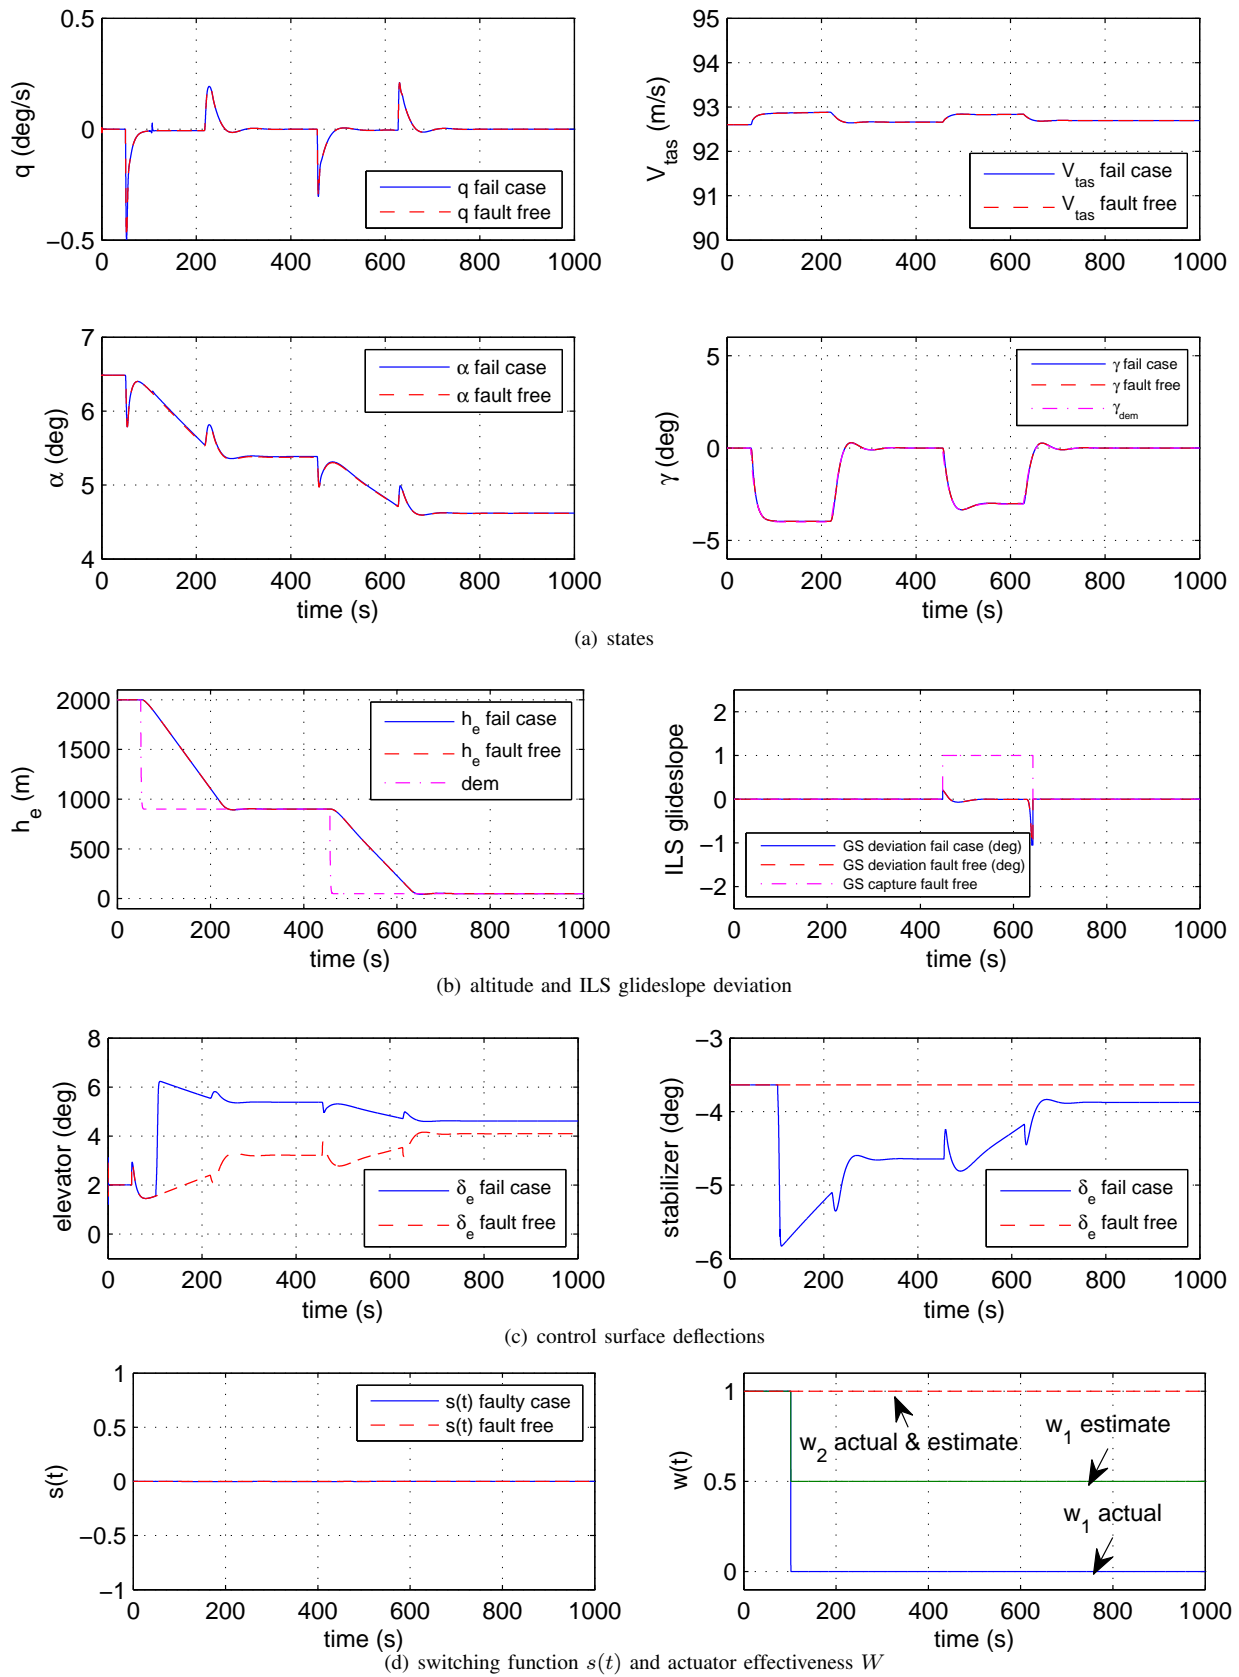 0.5
0
−0.5
q (deg/s)
q fail case
q fault free
0 200 400 600 800 1000
95
94
93
92
91
90
V_tas (m/s)
V_tas fail case
V_tas fault free
0 200 400 600 800 1000
7
6
5
4
α (deg)
α fail case
α fault free
0 200 400 600 800 1000
time (s)
5
0
−5
γ (deg)
γ fail case
γ fault free
γ_dem
0 200 400 600 800 1000
time (s)
(a) states
2000
1500
1000
500
0
h_e (m)
h_e fail case
h_e fault free
dem
0 200 400 600 800 1000
time (s)
2
1
0
−1
−2
ILS glideslope
GS deviation fail case (deg)
GS deviation fault free (deg)
GS capture fault free
0 200 400 600 800 1000
time (s)
(b) altitude and ILS glideslope deviation
8
6
4
2
0
elevator (deg)
δ_e fail case
δ_e fault free
0 200 400 600 800 1000
time (s)
−3
−4
−5
−6
stabilizer (deg)
δ_e fail case
δ_e fault free
0 200 400 600 800 1000
time (s)
(c) control surface deflections
1
0.5
0
−0.5
−1
s(t)
s(t) faulty case
s(t) fault free
0 200 400 600 800 1000
time (s)
1
0.5
0
w(t)
w_2 actual & estimate
w_1 estimate
w_1 actual
0 200 400 600 800 1000
time (s)
(d) switching function s(t) and actuator effectiveness W